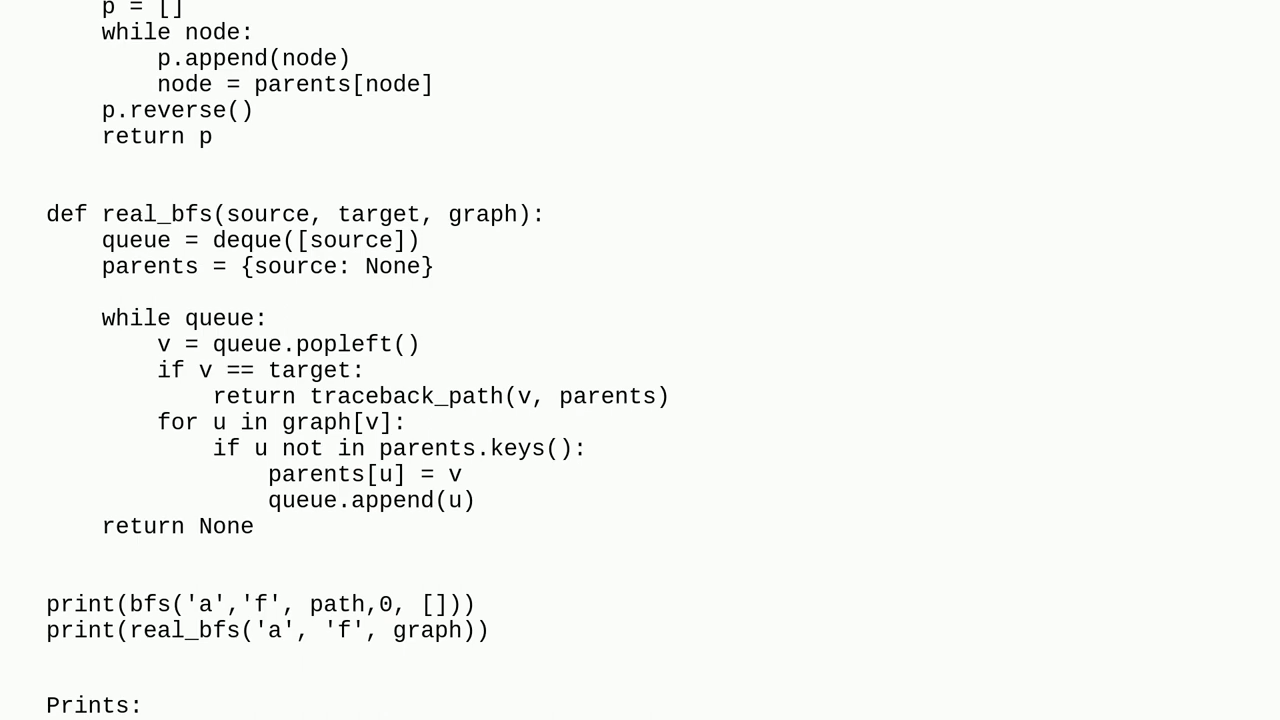 p = []
    while node:
        p.append(node)
        node = parents[node]
    p.reverse()
    return p


def real_bfs(source, target, graph):
    queue = deque([source])
    parents = {source: None}

    while queue:
        v = queue.popleft()
        if v == target:
            return traceback_path(v, parents)
        for u in graph[v]:
            if u not in parents.keys():
                parents[u] = v
                queue.append(u)
    return None


print(bfs('a','f', path,0, []))
print(real_bfs('a', 'f', graph))


Prints: